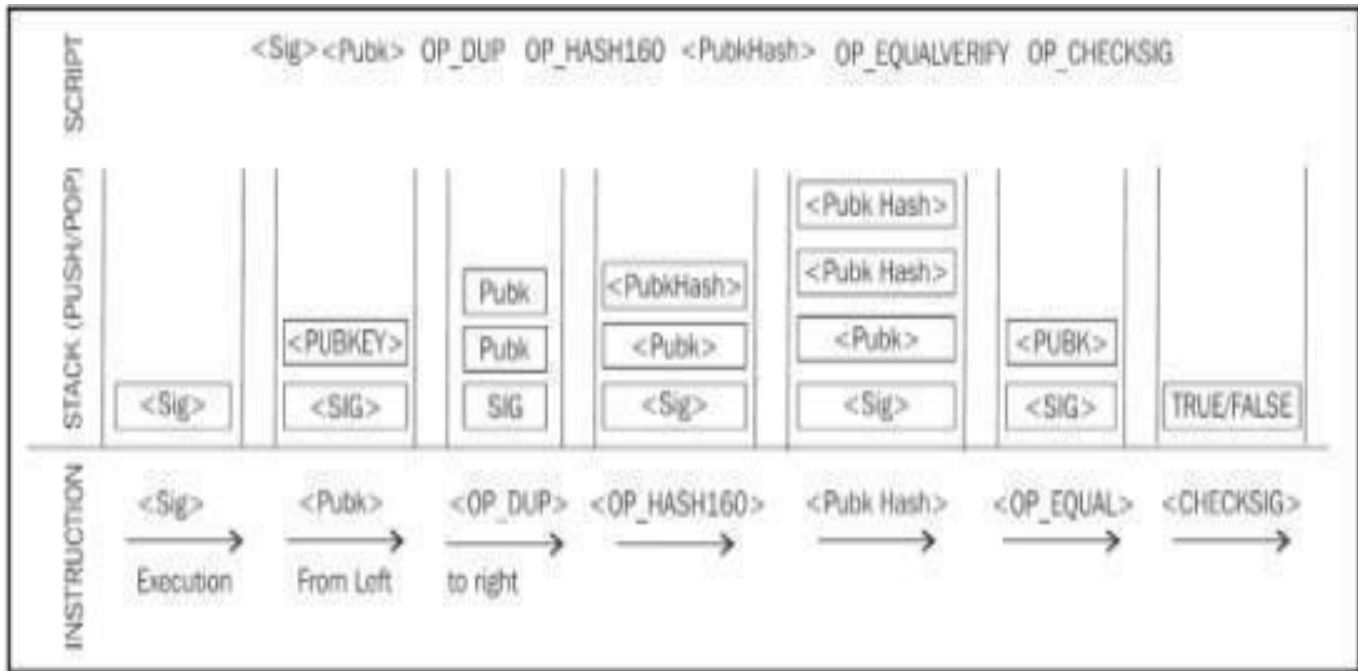 SCRIPT
<Sig> <Pubk> OP_DUP OP_HASH160 <PubkHash> OP_EQUALVERIFY OP_CHECKSIG
STACK (PUSH/POP)
<Pubk Hash>
<PubkHash> <Pubk Hash>
Pubk
<PUBKEY> Pubk <Pubk> <Pubk> <PUBK>
<Sig> <SIG> SIG <Sig> <Sig> <SIG> TRUE/FALSE
INSTRUCTION
<Sig> <Pubk> <OP_DUP> <OP_HASH160> <Pubk Hash> <OP_EQUAL> <CHECKSIG>
Execution From Left to right